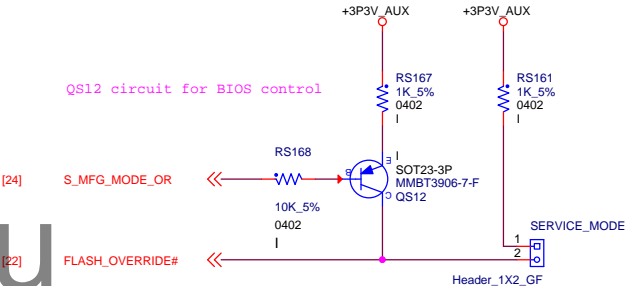 +3P3V_AUX
+3P3V_AUX
RS167
1K_5%
0402
I
RS161
1K_5%
0402
I
QS12 circuit for BIOS control
RS168
10K_5%
0402
I
[24] S_MFG_MODE_OR
B
E
C
I
SOT23-3P
MMBT3906-7-F
QS12
SERVICE_MODE
1
2
Header_1X2_GF
[22] FLASH_OVERRIDE#
u